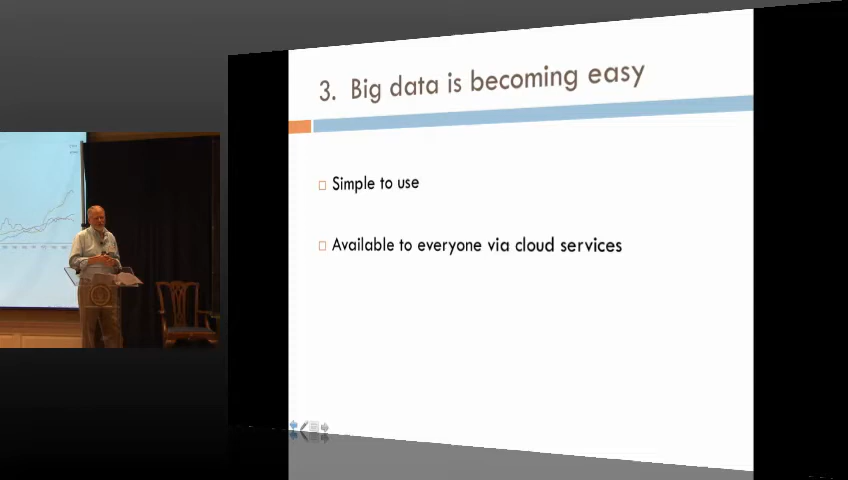 3. Big data is becoming easy
Simple to use
Available to everyone via cloud services